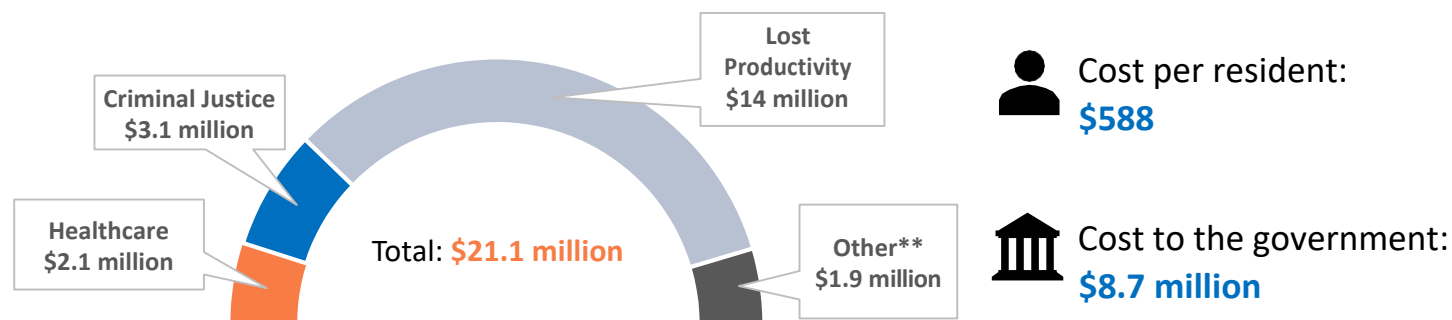 Lost
Productivity
$14 million
Criminal Justice
$3.1 million
Healthcare
$2.1 million
Total: $21.1 million
Other**
$1.9 million
Cost per resident:
$588
Cost to the government:
$8.7 million